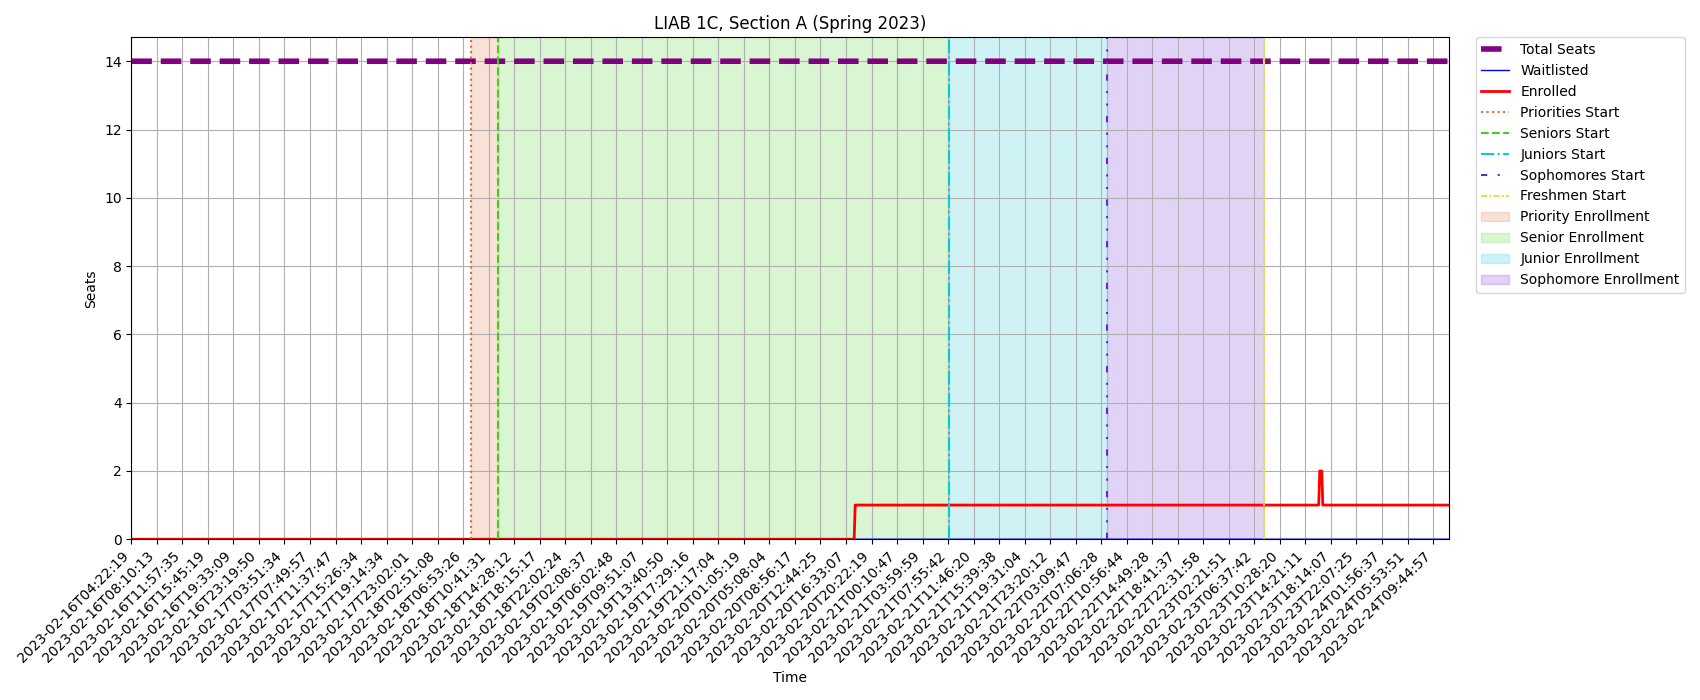 LIAB 1C, Section A (Spring 2023)
Seats
14
12
10
8
6
4
2
0
2023-02-16T04:22:19
2023-02-16T08:10:13
2023-02-16T11:57:35
2023-02-16T15:45:19
2023-02-16T19:33:09
2023-02-16T23:19:50
2023-02-17T03:51:34
2023-02-17T07:49:57
2023-02-17T11:37:47
2023-02-17T15:26:34
2023-02-17T19:14:34
2023-02-17T23:02:01
2023-02-18T02:51:08
2023-02-18T06:53:26
2023-02-18T10:41:31
2023-02-18T14:28:12
2023-02-18T18:15:17
2023-02-18T22:02:24
2023-02-19T02:08:37
2023-02-19T06:02:48
2023-02-19T09:51:07
2023-02-19T13:40:50
2023-02-19T17:29:16
2023-02-19T21:17:04
2023-02-20T01:05:19
2023-02-20T05:08:04
2023-02-20T08:56:17
2023-02-20T12:44:25
2023-02-20T16:33:07
2023-02-20T20:22:19
2023-02-21T00:10:47
2023-02-21T03:59:59
2023-02-21T07:55:42
2023-02-21T11:46:20
2023-02-21T15:39:38
2023-02-21T19:31:04
2023-02-21T23:20:12
2023-02-22T03:09:47
2023-02-22T07:06:28
2023-02-22T10:56:44
2023-02-22T14:49:28
2023-02-22T18:41:37
2023-02-22T22:31:58
2023-02-23T02:21:51
2023-02-23T06:37:42
2023-02-23T10:28:20
2023-02-23T14:21:11
2023-02-23T18:14:07
2023-02-23T22:07:25
2023-02-24T01:56:37
2023-02-24T05:53:51
2023-02-24T09:44:57
Time
Total Seats
Waitlisted
Enrolled
Priorities Start
Seniors Start
Juniors Start
Sophomores Start
Freshmen Start
Priority Enrollment
Senior Enrollment
Junior Enrollment
Sophomore Enrollment